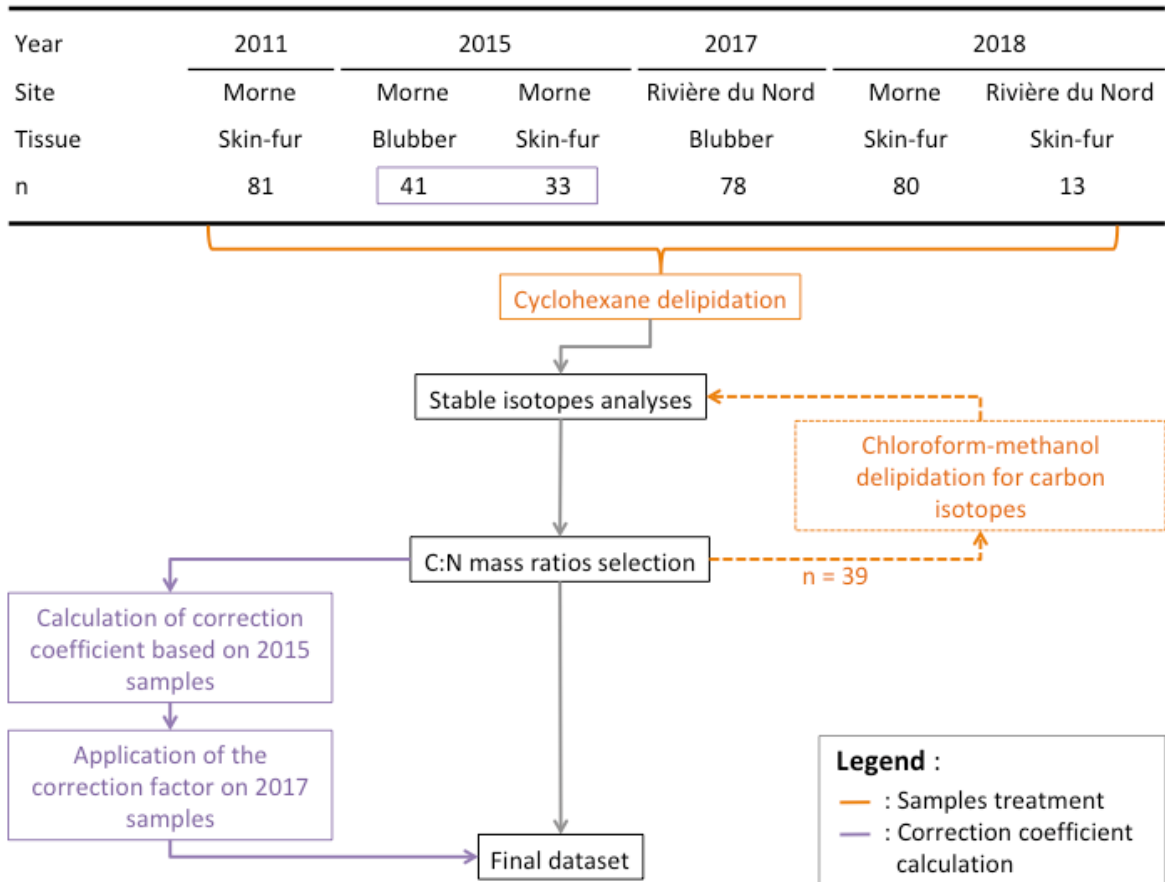 Year 2011 2015 2017 2018
Site Morne Morne Morne Rivière du Nord Morne Rivière du Nord
Tissue Skin-fur Blubber Skin-fur Blubber Skin-fur Skin-fur
n 81 41 33 78 80 13
Cyclohexane delipidation
Stable isotopes analyses
Chloroform-methanol
delipidation for carbon
isotopes
C:N mass ratios selection
n = 39
Calculation of correction
coefficient based on 2015
samples
Application of the
correction factor on 2017
samples
Final dataset
Legend :
: Samples treatment
: Correction coefficient
calculation